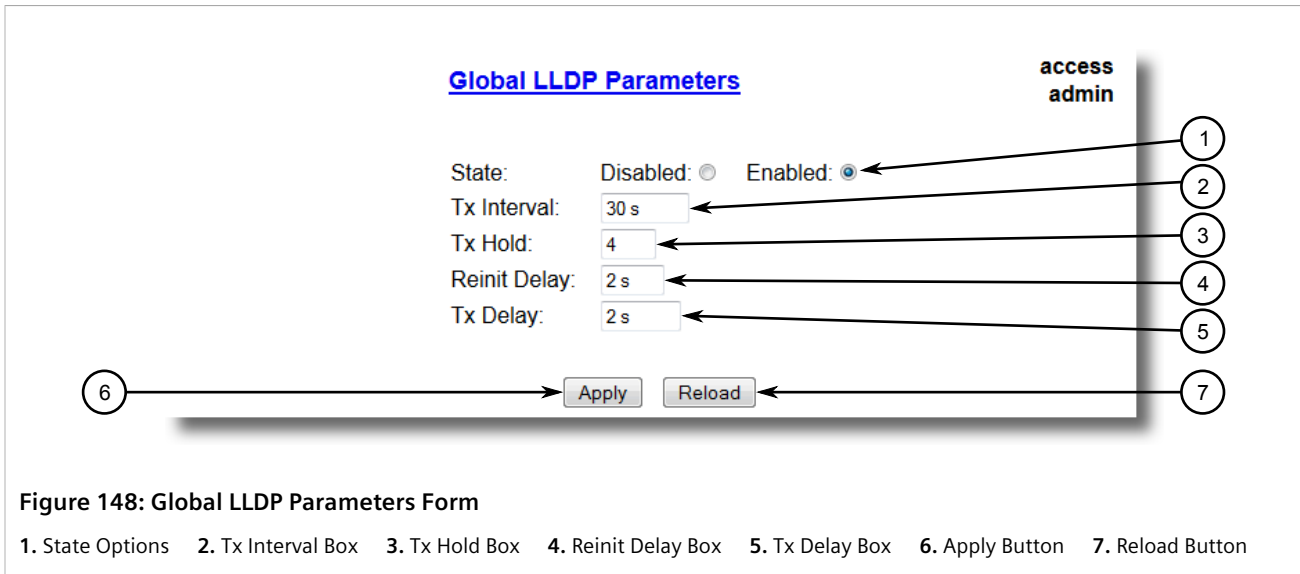 Global LLDP Parameters
access
admin
State: Disabled: Enabled:
1
Tx Interval: 30 s
2
Tx Hold: 4
3
Reinit Delay: 2 s
4
Tx Delay: 2 s
5
6
Apply Reload
7
Figure 148: Global LLDP Parameters Form
1. State Options 2. Tx Interval Box 3. Tx Hold Box 4. Reinit Delay Box 5. Tx Delay Box 6. Apply Button 7. Reload Button